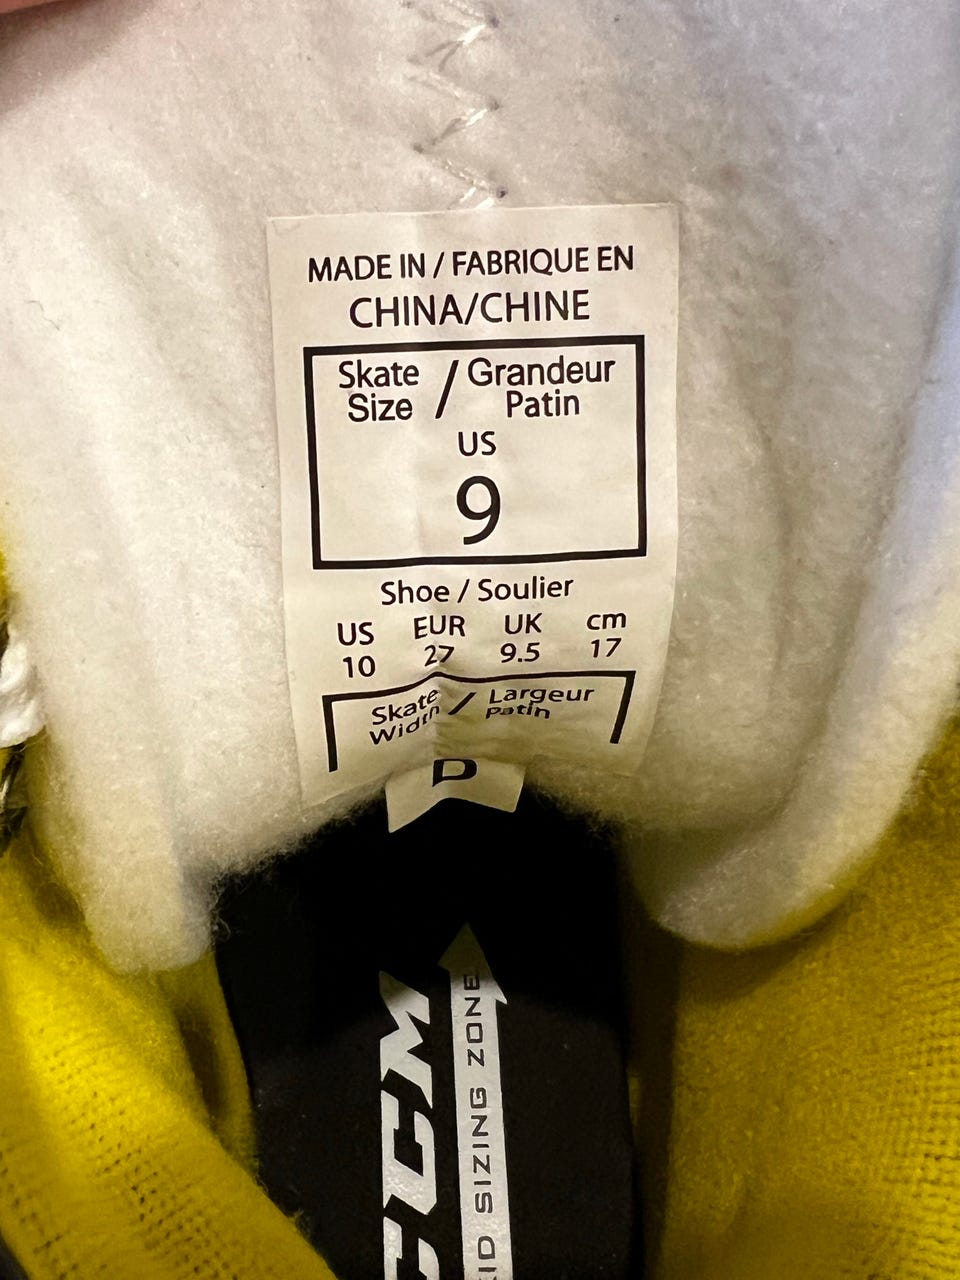 MADE IN / FABRIQUE EN
CHINA/CHINE
Skate Size / Grandeur Patin
US
9
Shoe / Soulier
US EUR UK cm
10 27 9.5 17
Skate Width / Largeur Patin
D
CCM
SIZING ZONE